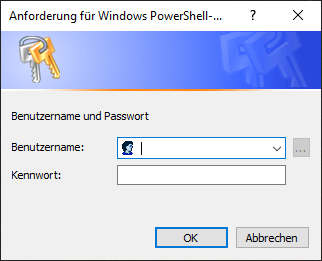 Anforderung für Windows PowerShell-...
Benutzername und Passwort
Benutzername:
...
Kennwort:
OK
Abbrechen